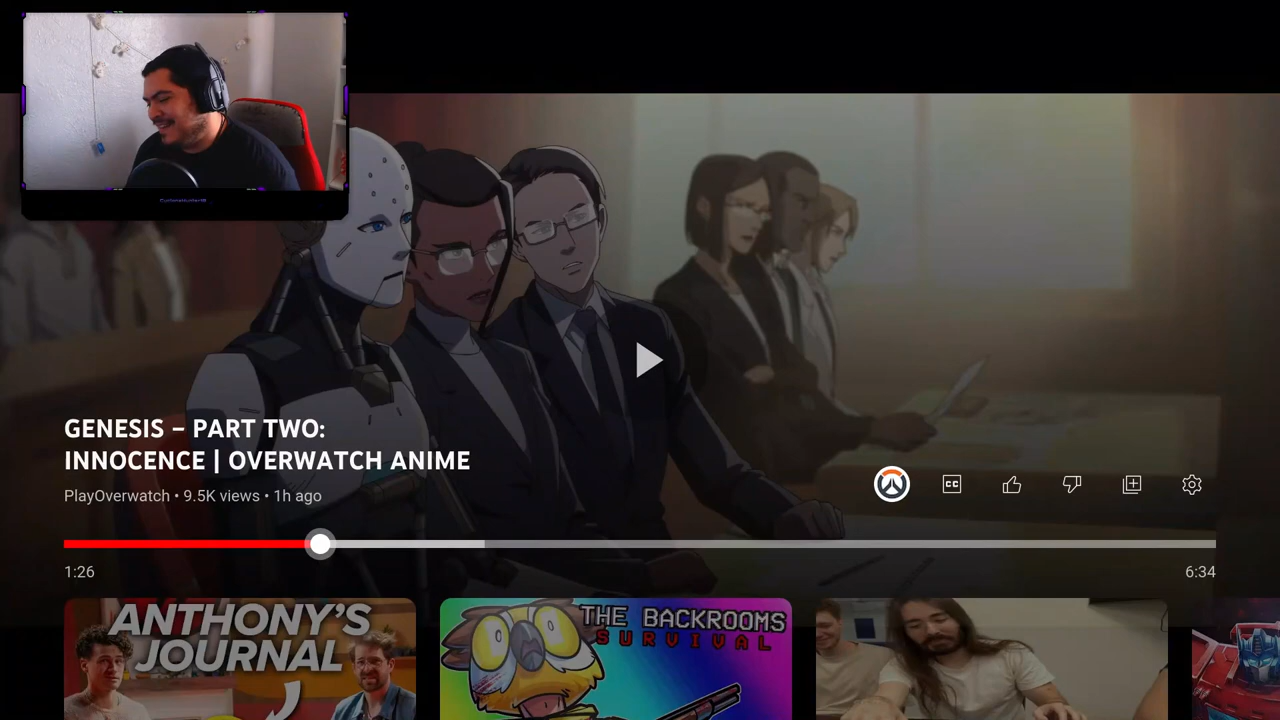 GENESIS – PART TWO:
INNOCENCE | OVERWATCH ANIME
PlayOverwatch • 9.5K views • 1h ago
CC
1:26
6:34
ANTHONY'S
JOURNAL
THE BACKROOMS
SURVIVAL